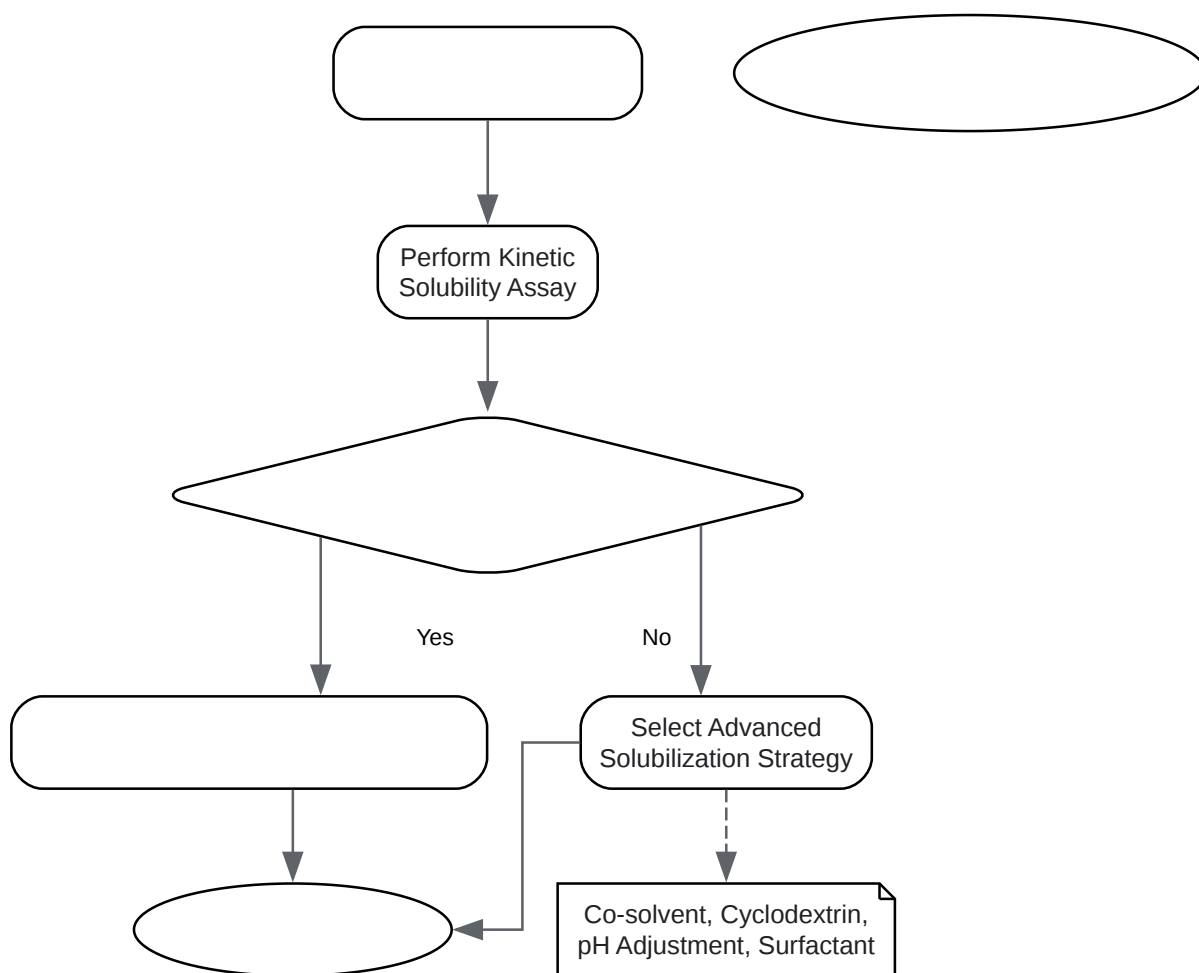 Perform Kinetic
Solubility Assay
Yes
No
Select Advanced
Solubilization Strategy
Co-solvent, Cyclodextrin,
pH Adjustment, Surfactant